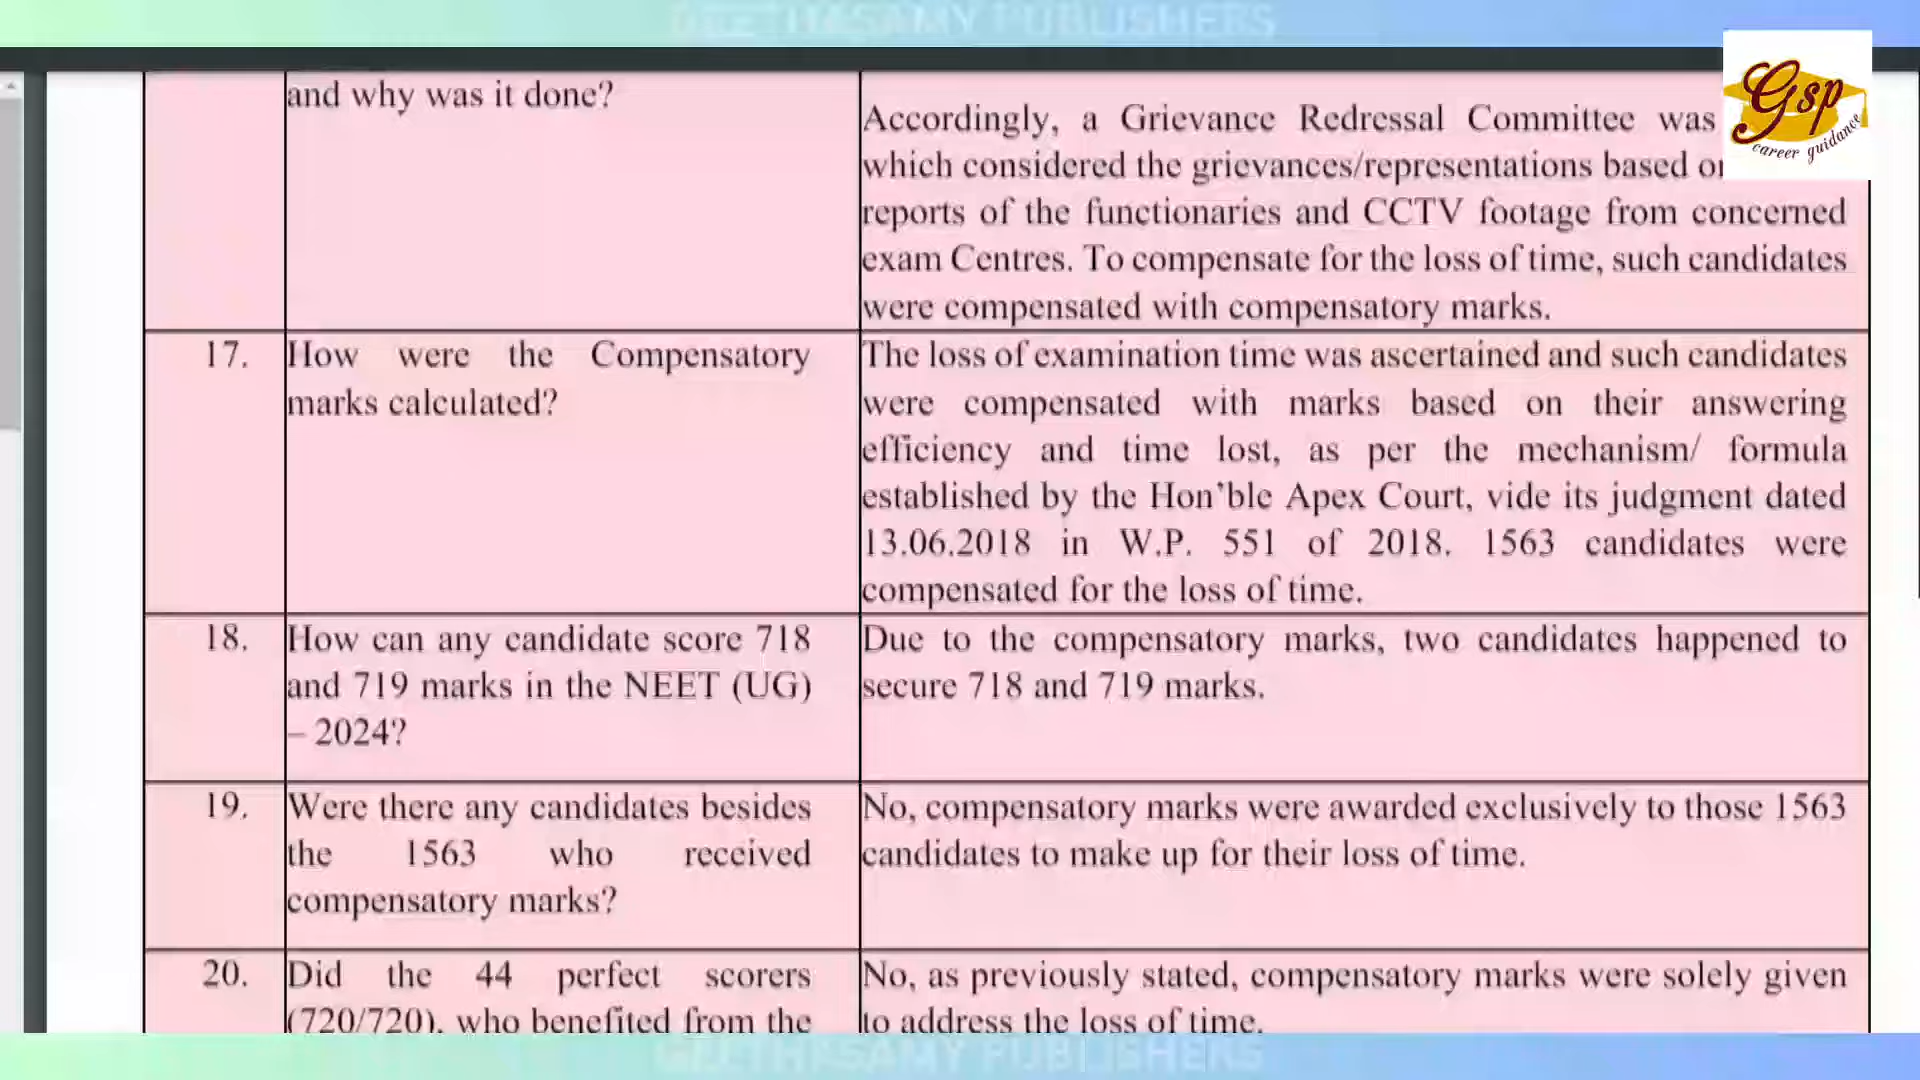 GEETHASAMY PUBLISHERS
Gsp
career guidance
and why was it done?
Accordingly, a Grievance Redressal Committee was
which considered the grievances/representations based
reports of the functionaries and CCTV footage from concerned
exam Centres. To compensate for the loss of time, such candidates
were compensated with compensatory marks.
17.
How were the Compensatory
marks calculated?
The loss of examination time was ascertained and such candidates
were compensated with marks based on their answering
efficiency and time lost, as per the mechanism/ formula
established by the Hon'ble Apex Court, vide its judgment dated
13.06.2018 in W.P. 551 of 2018. 1563 candidates were
compensated for the loss of time.
18.
How can any candidate score 718
and 719 marks in the NEET (UG)
– 2024?
Due to the compensatory marks, two candidates happened to
secure 718 and 719 marks.
19.
Were there any candidates besides
the 1563 who received
compensatory marks?
No, compensatory marks were awarded exclusively to those 1563
candidates to make up for their loss of time.
20.
Did the 44 perfect scorers
(720/720), who benefited from the
No, as previously stated, compensatory marks were solely given
to address the loss of time.
GEETHASAMY PUBLISHERS